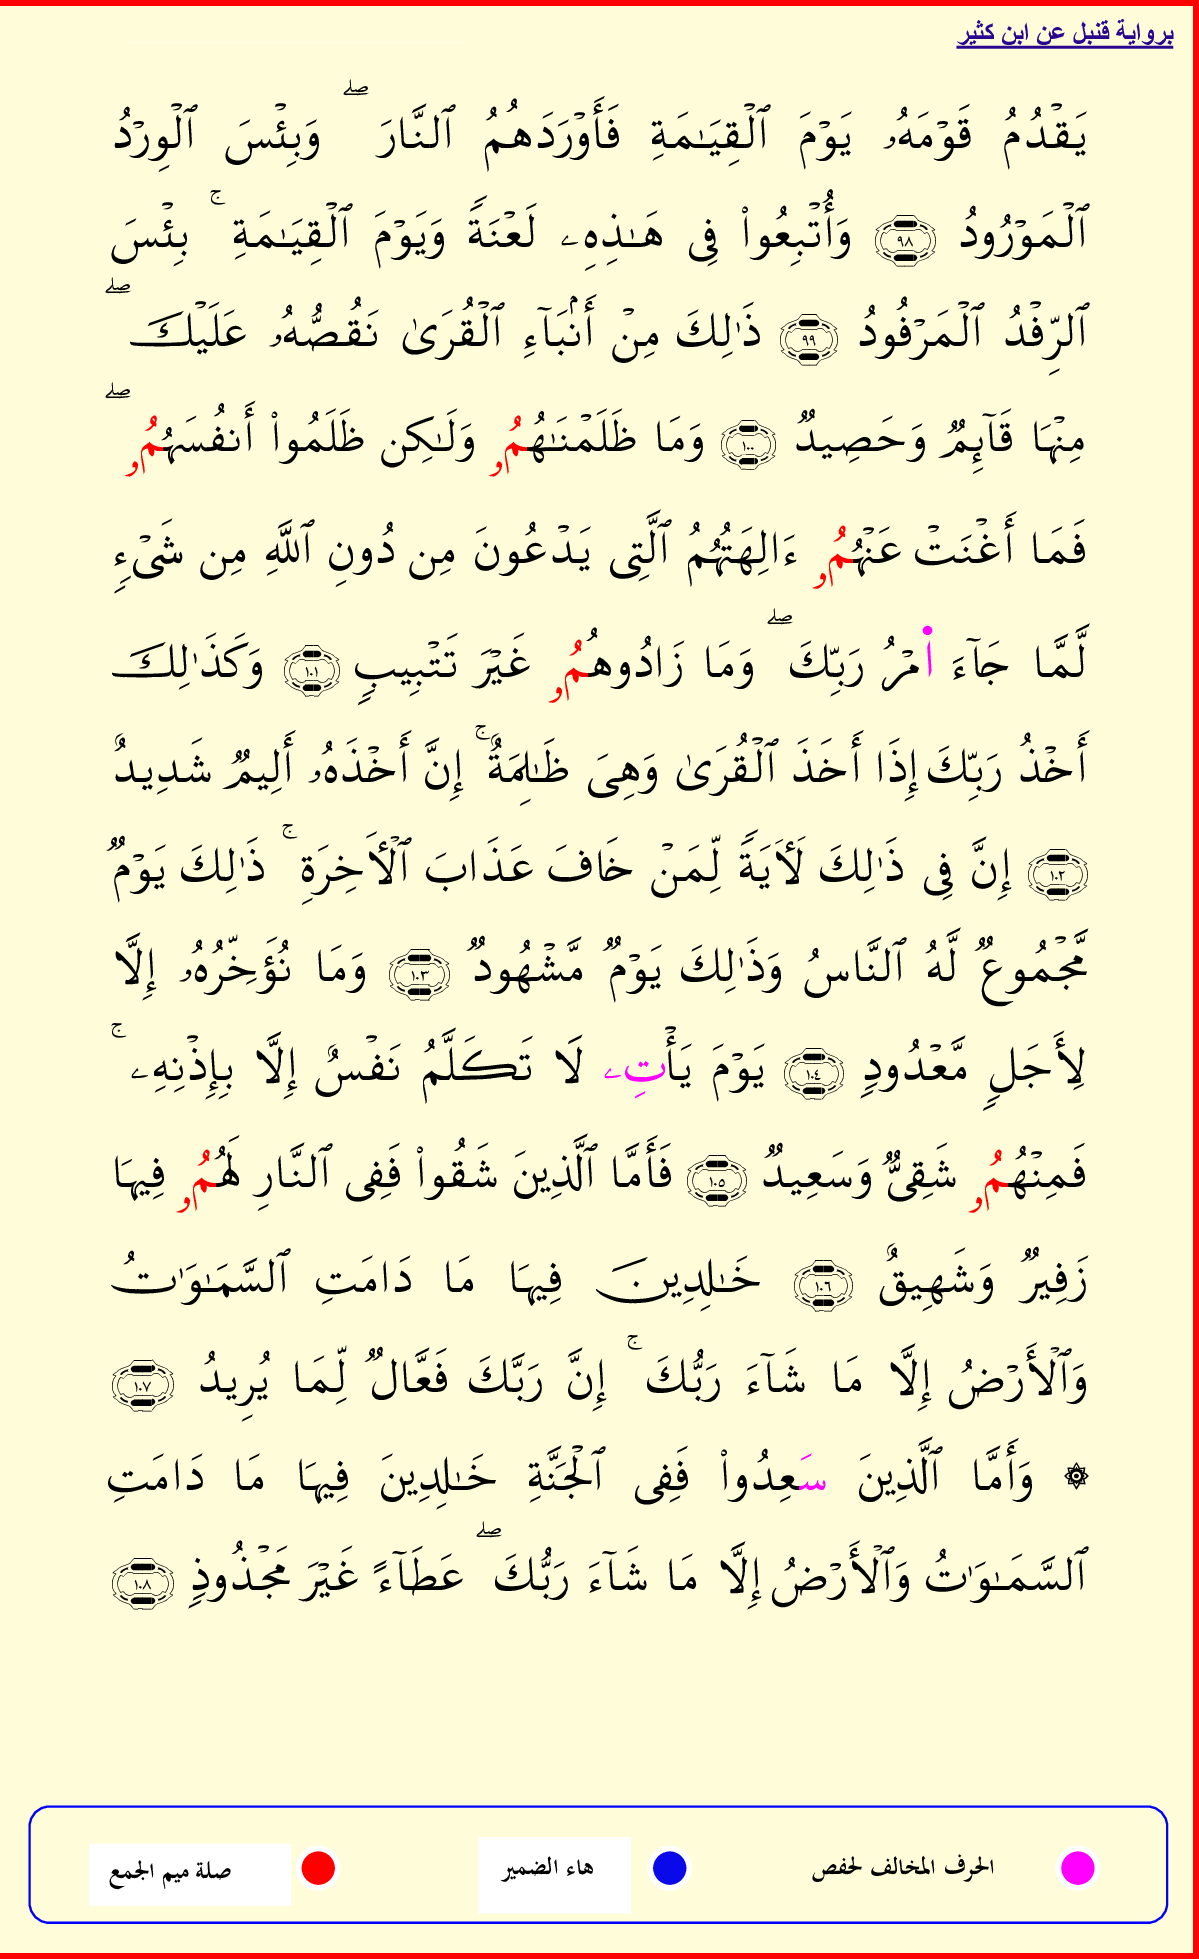 برواية قنبل عن ابن كثير
يَقۡدُمُ قَوۡمَهُۥ يَوۡمَ ٱلۡقِيَٰمَةِ فَأَوۡرَدَهُمُ ٱلنَّارَۖ وَبِئۡسَ ٱلۡوِرۡدُ
ٱلۡمَوۡرُودُ ٩٨ وَأُتۡبِعُواْ فِي هَٰذِهِۦ لَعۡنَةٗ وَيَوۡمَ ٱلۡقِيَٰمَةِۚ بِئۡسَ
ٱلرِّفۡدُ ٱلۡمَرۡفُودُ ٩٩ ذَٰلِكَ مِنۡ أَنۢبَآءِ ٱلۡقُرَىٰ نَقُصُّهُۥ عَلَيۡكَۖ
مِنۡهَا قَآئِمٞ وَحَصِيدٞ ١٠٠ وَمَا ظَلَمۡنَٰهُمُۥ وَلَٰكِن ظَلَمُواْ أَنفُسَهُمُۥۖ
فَمَا أَغۡنَتۡ عَنۡهُمُۥ ءَالِهَتُهُمُ ٱلَّتِي يَدۡعُونَ مِن دُونِ ٱللَّهِ مِن شَيۡءٖ
لَّمَّا جَآءَ اَ۬مۡرُ رَبِّكَۖ وَمَا زَادُوهُمُۥ غَيۡرَ تَتۡبِيبٖ ١٠١ وَكَذَٰلِكَ
أَخۡذُ رَبِّكَ إِذَا أَخَذَ ٱلۡقُرَىٰ وَهِيَ ظَٰلِمَةٌۚ إِنَّ أَخۡذَهُۥ أَلِيمٞ شَدِيدٌ
١٠٢ إِنَّ فِي ذَٰلِكَ لَأٓيَةٗ لِّمَنۡ خَافَ عَذَابَ ٱلۡأٓخِرَةِۚ ذَٰلِكَ يَوۡمٞ
مَّجۡمُوعٞ لَّهُ ٱلنَّاسُ وَذَٰلِكَ يَوۡمٞ مَّشۡهُودٞ ١٠٣ وَمَا نُؤَخِّرُهُۥ إِلَّا
لِأَجَلٖ مَّعۡدُودٖ ١٠٤ يَوۡمَ يَأۡتِۦ لَا تَكَلَّمُ نَفۡسٌ إِلَّا بِإِذۡنِهِۦۚ
فَمِنۡهُمُۥ شَقِيّٞ وَسَعِيدٞ ١٠٥ فَأَمَّا ٱلَّذِينَ شَقُواْ فَفِي ٱلنَّارِ لَهُمُۥ فِيهَا
زَفِيرٞ وَشَهِيقٌ ١٠٦ خَٰلِدِينَ فِيهَا مَا دَامَتِ ٱلسَّمَٰوَٰتُ
وَٱلۡأَرۡضُ إِلَّا مَا شَآءَ رَبُّكَۚ إِنَّ رَبَّكَ فَعَّالٞ لِّمَا يُرِيدُ ١٠٧
۞ وَأَمَّا ٱلَّذِينَ سَعِدُواْ فَفِي ٱلۡجَنَّةِ خَٰلِدِينَ فِيهَا مَا دَامَتِ
ٱلسَّمَٰوَٰتُ وَٱلۡأَرۡضُ إِلَّا مَا شَآءَ رَبُّكَۖ عَطَآءً غَيۡرَ مَجۡذُوذٖ ١٠٨
الحرف المخالف لحفص هاء الضمير صلة ميم الجمع